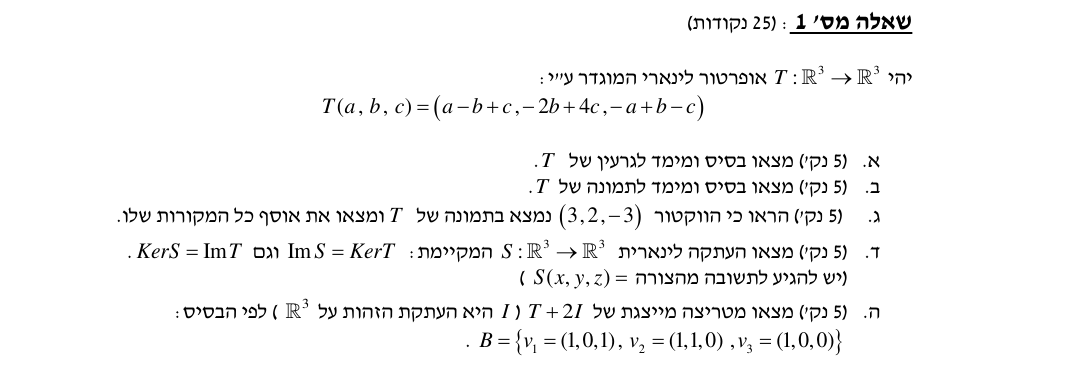 שאלה מס' 1 : (25 נקודות)
יהי T : ℝ³ → ℝ³ אופרטור לינארי המוגדר ע"י :
T(a, b, c) = (a−b+c, −2b+4c, −a+b−c)
א. (5 נק') מצאו בסיס ומימד לגרעין של T .
ב. (5 נק') מצאו בסיס ומימד לתמונה של T .
ג. (5 נק') הראו כי הווקטור (3,2,−3) נמצא בתמונה של T ומצאו את אוסף כל המקורות שלו.
ד. (5 נק') מצאו העתקה לינארית S : ℝ³ → ℝ³ המקיימת : Im S = KerT וגם KerS = Im T .
(יש להגיע לתשובה מהצורה S(x, y, z) = )
ה. (5 נק') מצאו מטריצה מייצגת של T + 2I ( I היא העתקת הזהות על ℝ³ ) לפי הבסיס :
B = {v₁ = (1,0,1), v₂ = (1,1,0) ,v₃ = (1,0,0)} .